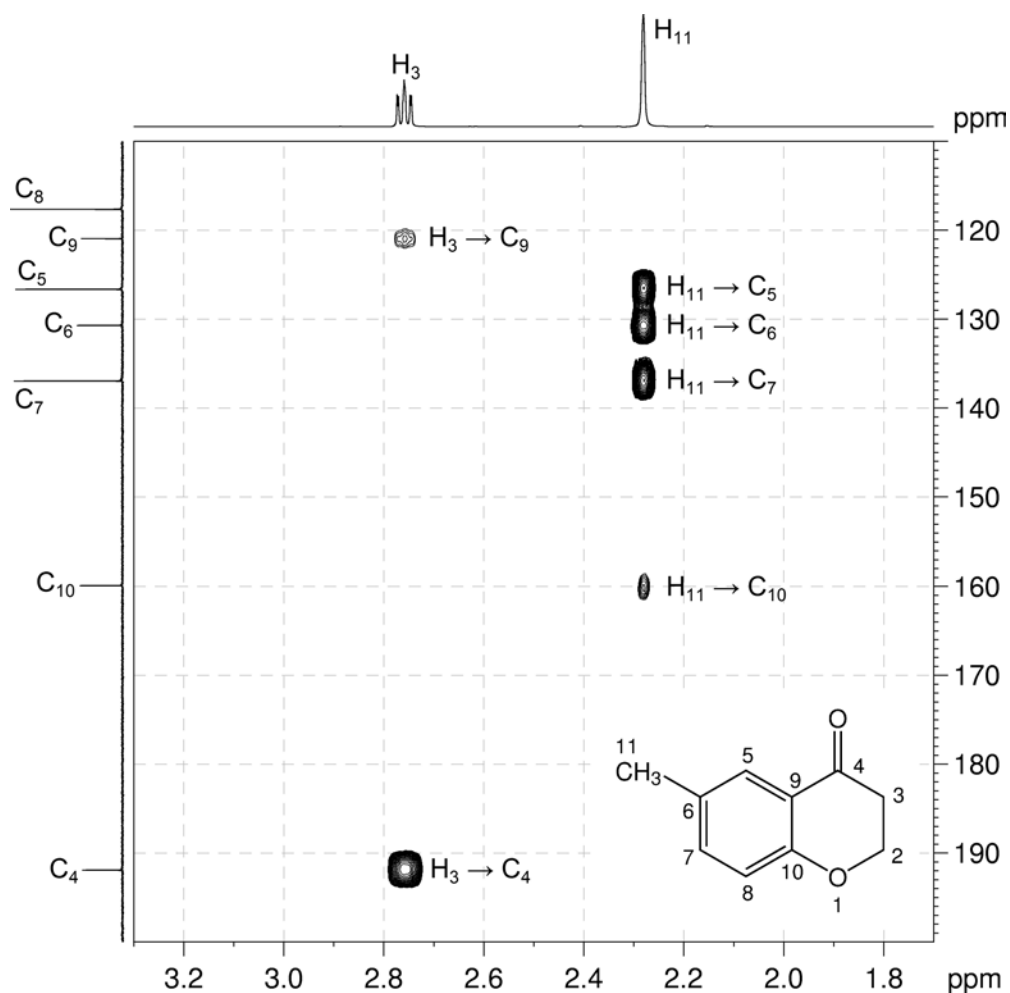 H₁₁
H₃
ppm
C₈
120
C₉ H₃ → C₉
C₅ H₁₁ → C₅
C₆ H₁₁ → C₆
130
C₇ H₁₁ → C₇
140
150
C₁₀ H₁₁ → C₁₀
160
170
O
11
CH₃
5
9
4
3
180
6
7
8
10
O
2
1
190
C₄ H₃ → C₄
3.2 3.0 2.8 2.6 2.4 2.2 2.0 1.8 ppm